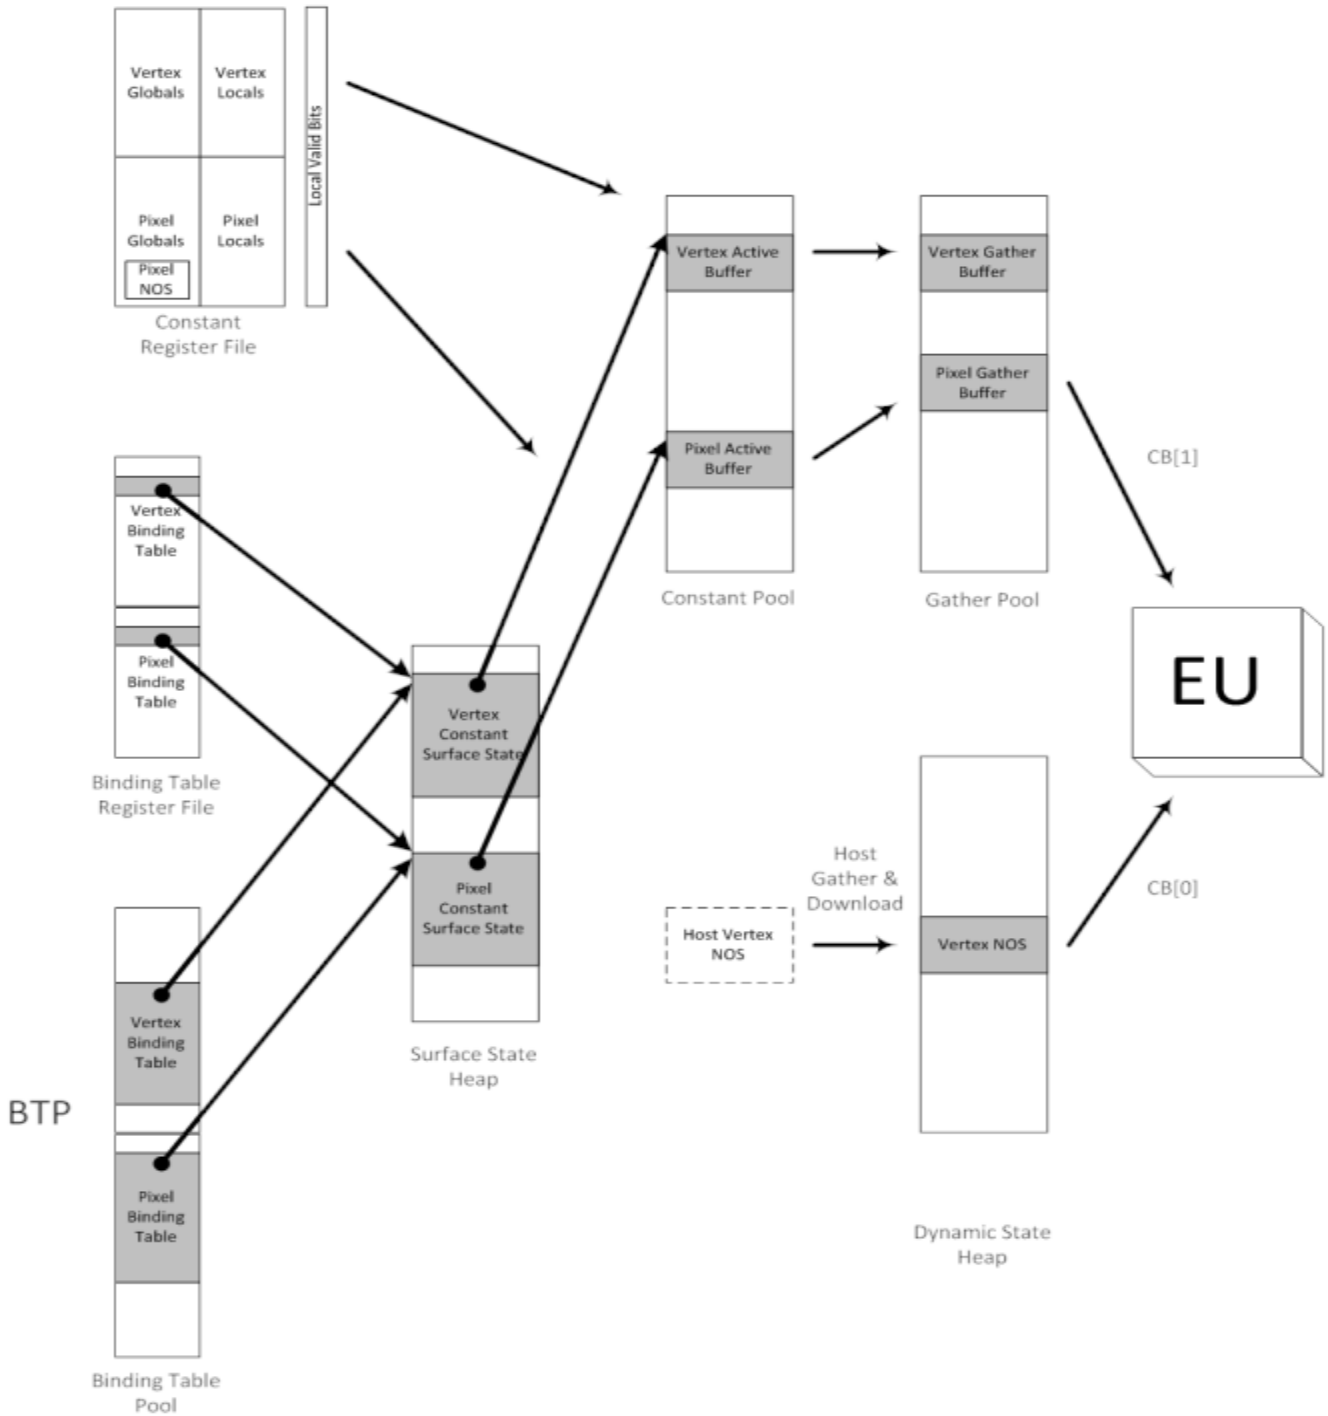 Vertex
Globals
Vertex
Locals
Local Valid Bits
Pixel
Globals
Pixel
Locals
Pixel
NOS
Constant
Register File
Vertex Active
Buffer
Vertex Gather
Buffer
Pixel Gather
Buffer
Pixel Active
Buffer
CB[1]
Constant Pool
Gather Pool
Vertex
Binding
Table
Pixel
Binding
Table
Binding Table
Register File
Vertex
Constant
Surface State
Pixel
Constant
Surface State
Surface State
Heap
EU
Host
Gather &
Download
CB[0]
Host Vertex
NOS
Vertex NOS
Dynamic State
Heap
BTP
Vertex
Binding
Table
Pixel
Binding
Table
Binding Table
Pool